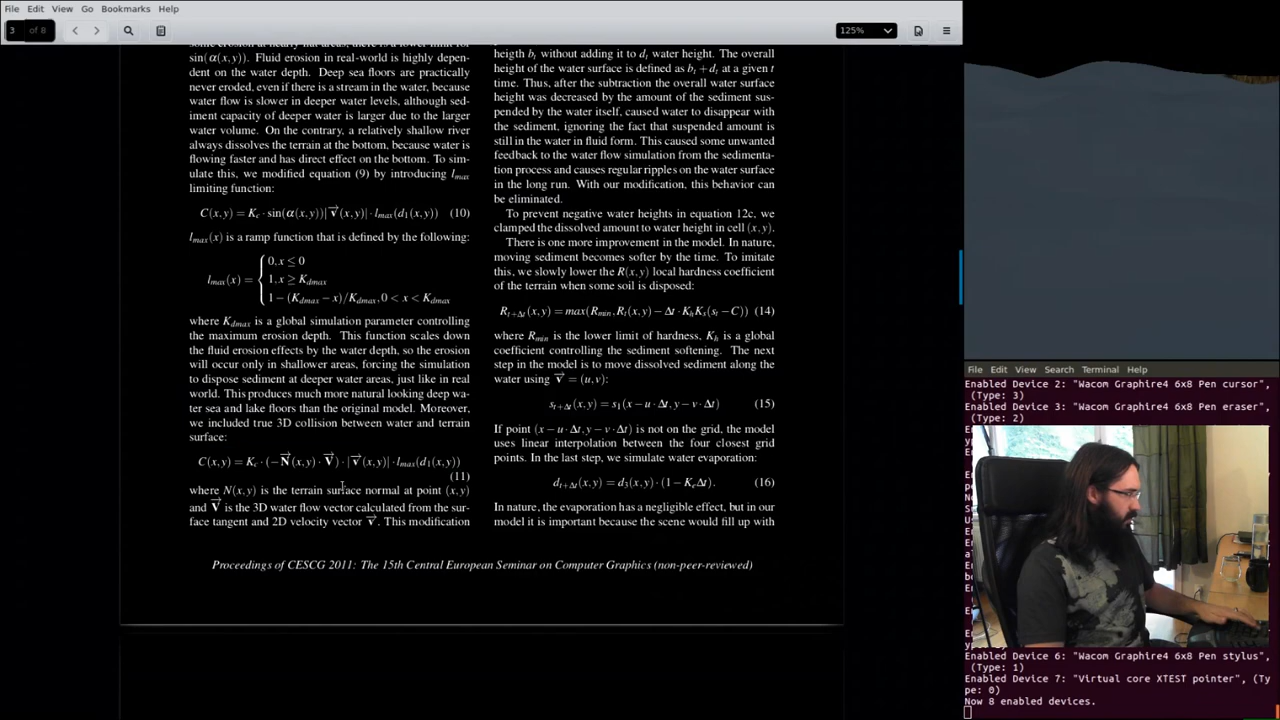 File Edit View Go Bookmarks Help
3 of 8
125%
sin(α(x,y)). Fluid erosion in real-world is highly depen-
dent on the water depth. Deep sea floors are practically
never eroded, even if there is a stream in the water, because
water flow is slower in deeper water levels, although sed-
iment capacity of deeper water is larger due to the larger
water volume. On the contrary, a relatively shallow river
always dissolves the terrain at the bottom, because water is
flowing faster and has direct effect on the bottom. To sim-
ulate this, we modified equation (9) by introducing l_max
limiting function:
C(x,y) = K_c · sin(α(x,y))|v⃗(x,y)| · l_max(d₁(x,y)) (10)
l_max(x) is a ramp function that is defined by the following:
l_max(x) = { 0, x ≤ 0
1, x ≥ K_dmax
1 − (K_dmax − x)/K_dmax, 0 < x < K_dmax
where K_dmax is a global simulation parameter controlling
the maximum erosion depth. This function scales down
the fluid erosion effects by the water depth, so the erosion
will occur only in shallower areas, forcing the simulation
to dispose sediment at deeper water areas, just like in real
world. This produces much more natural looking deep wa-
ter sea and lake floors than the original model. Moreover,
we included true 3D collision between water and terrain
surface:
C(x,y) = K_c · (−N⃗(x,y) · V⃗) · |v⃗(x,y)| · l_max(d₁(x,y))
(11)
where N(x,y) is the terrain surface normal at point (x,y)
and V⃗ is the 3D water flow vector calculated from the sur-
face tangent and 2D velocity vector v⃗. This modification
heigth b_t without adding it to d_t water height. The overall
height of the water surface is defined as b_t + d_t at a given t
time. Thus, after the subtraction the overall water surface
height was decreased by the amount of the sediment sus-
pended by the water itself, caused water to disappear with
the sediment, ignoring the fact that suspended amount is
still in the water in fluid form. This caused some unwanted
feedback to the water flow simulation from the sedimenta-
tion process and causes regular ripples on the water surface
in the long run. With our modification, this behavior can
be eliminated.
To prevent negative water heights in equation 12c, we
clamped the dissolved amount to water height in cell (x,y).
There is one more improvement in the model. In nature,
moving sediment becomes softer by the time. To imitate
this, we slowly lower the R(x,y) local hardness coefficient
of the terrain when some soil is disposed:
R_{t+Δt}(x,y) = max(R_min, R_t(x,y) − Δt · K_hK_s(s_t − C)) (14)
where R_min is the lower limit of hardness, K_h is a global
coefficient controlling the sediment softening. The next
step in the model is to move dissolved sediment along the
water using v⃗ = (u,v):
s_{t+Δt}(x,y) = s₁(x − u · Δt, y − v · Δt) (15)
If point (x − u · Δt, y − v · Δt) is not on the grid, the model
uses linear interpolation between the four closest grid
points. In the last step, we simulate water evaporation:
d_{t+Δt}(x,y) = d₃(x,y) · (1 − K_eΔt). (16)
In nature, the evaporation has a negligible effect, but in our
model it is important because the scene would fill up with
Proceedings of CESCG 2011: The 15th Central European Seminar on Computer Graphics (non-peer-reviewed)
File Edit View Search Terminal Help
Enabled Device 2: "Wacom Graphire4 6x8 Pen cursor",
(Type: 3)
Enabled Device 3: "Wacom Graphire4 6x8 Pen eraser",
(Type: 2)
Enabled Device 6: "Wacom Graphire4 6x8 Pen stylus",
(Type: 1)
Enabled Device 7: "Virtual core XTEST pointer", (Ty
pe: 0)
Now 8 enabled devices.